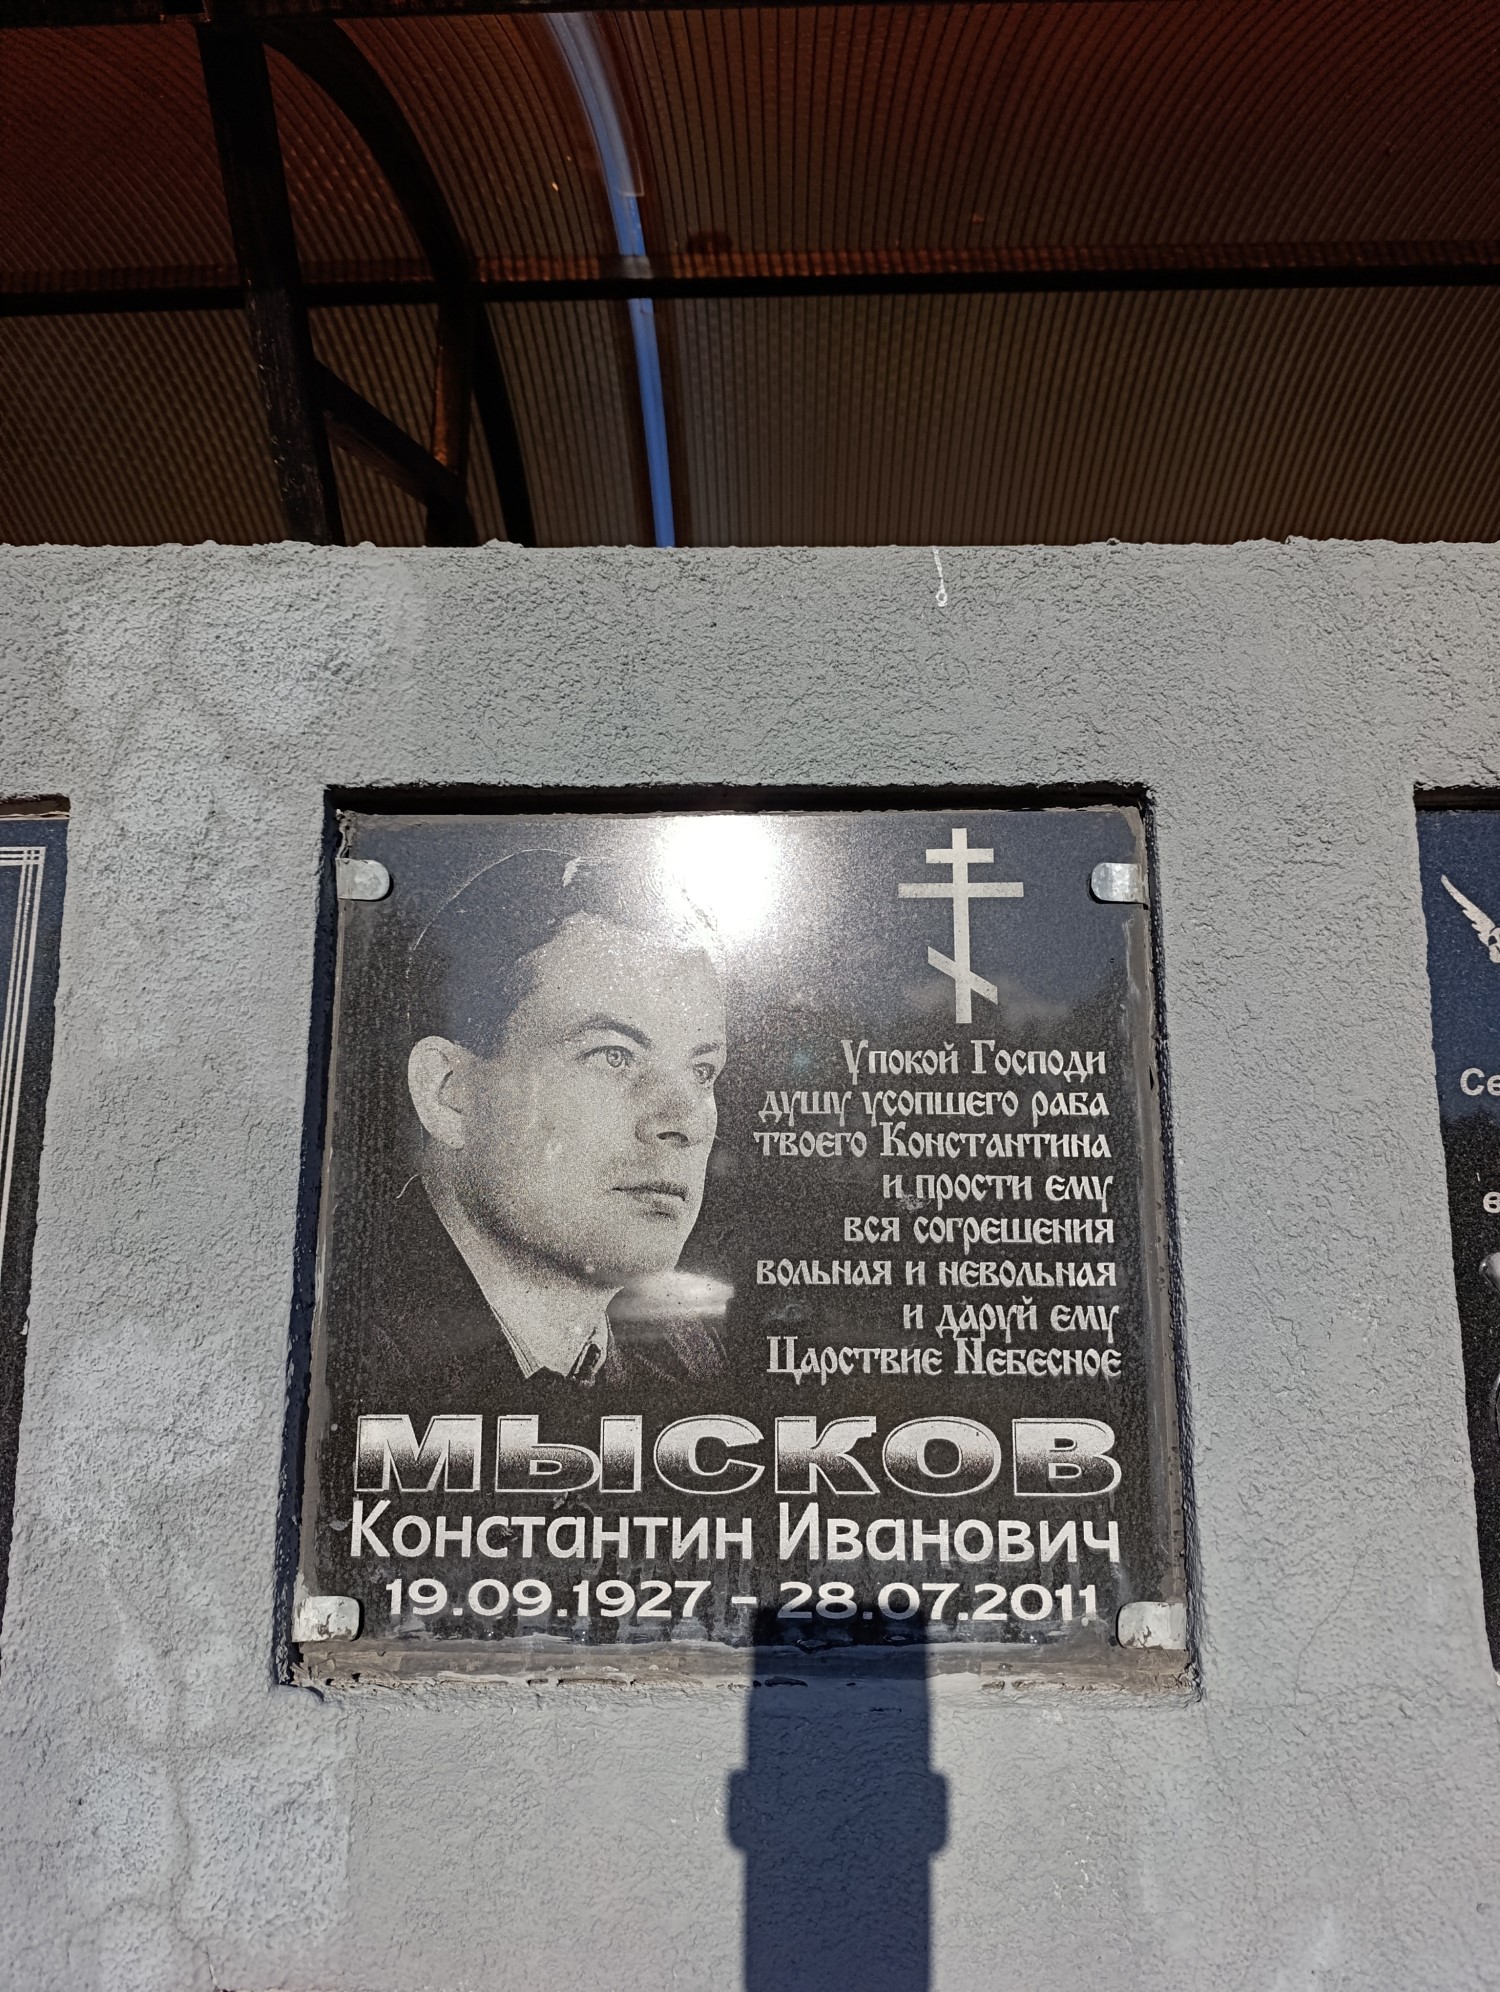 Упокой Господи
душу усопшего раба
твоего Константина
и прости ему
вся согрешения
вольная и невольная
и даруй ему
Царствие Небесное
МЫСКОВ
Константин Иванович
19.09.1927 - 28.07.2011
Се